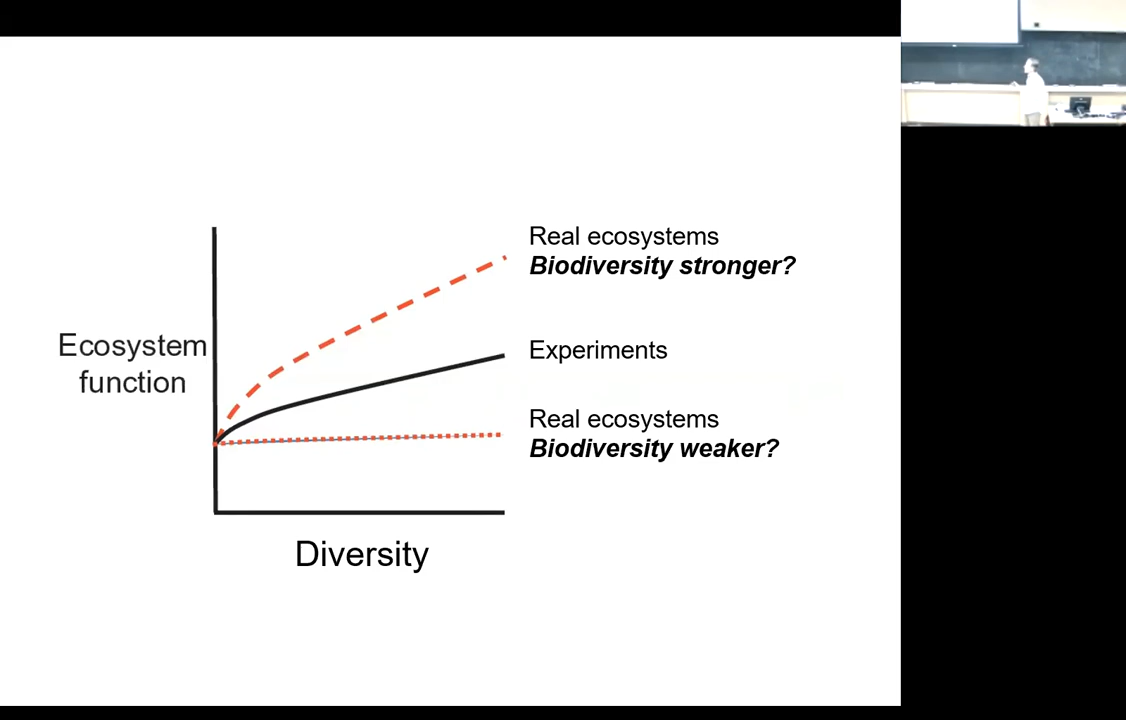 Real ecosystems
Biodiversity stronger?
Ecosystem
function
Experiments
Real ecosystems
Biodiversity weaker?
Diversity